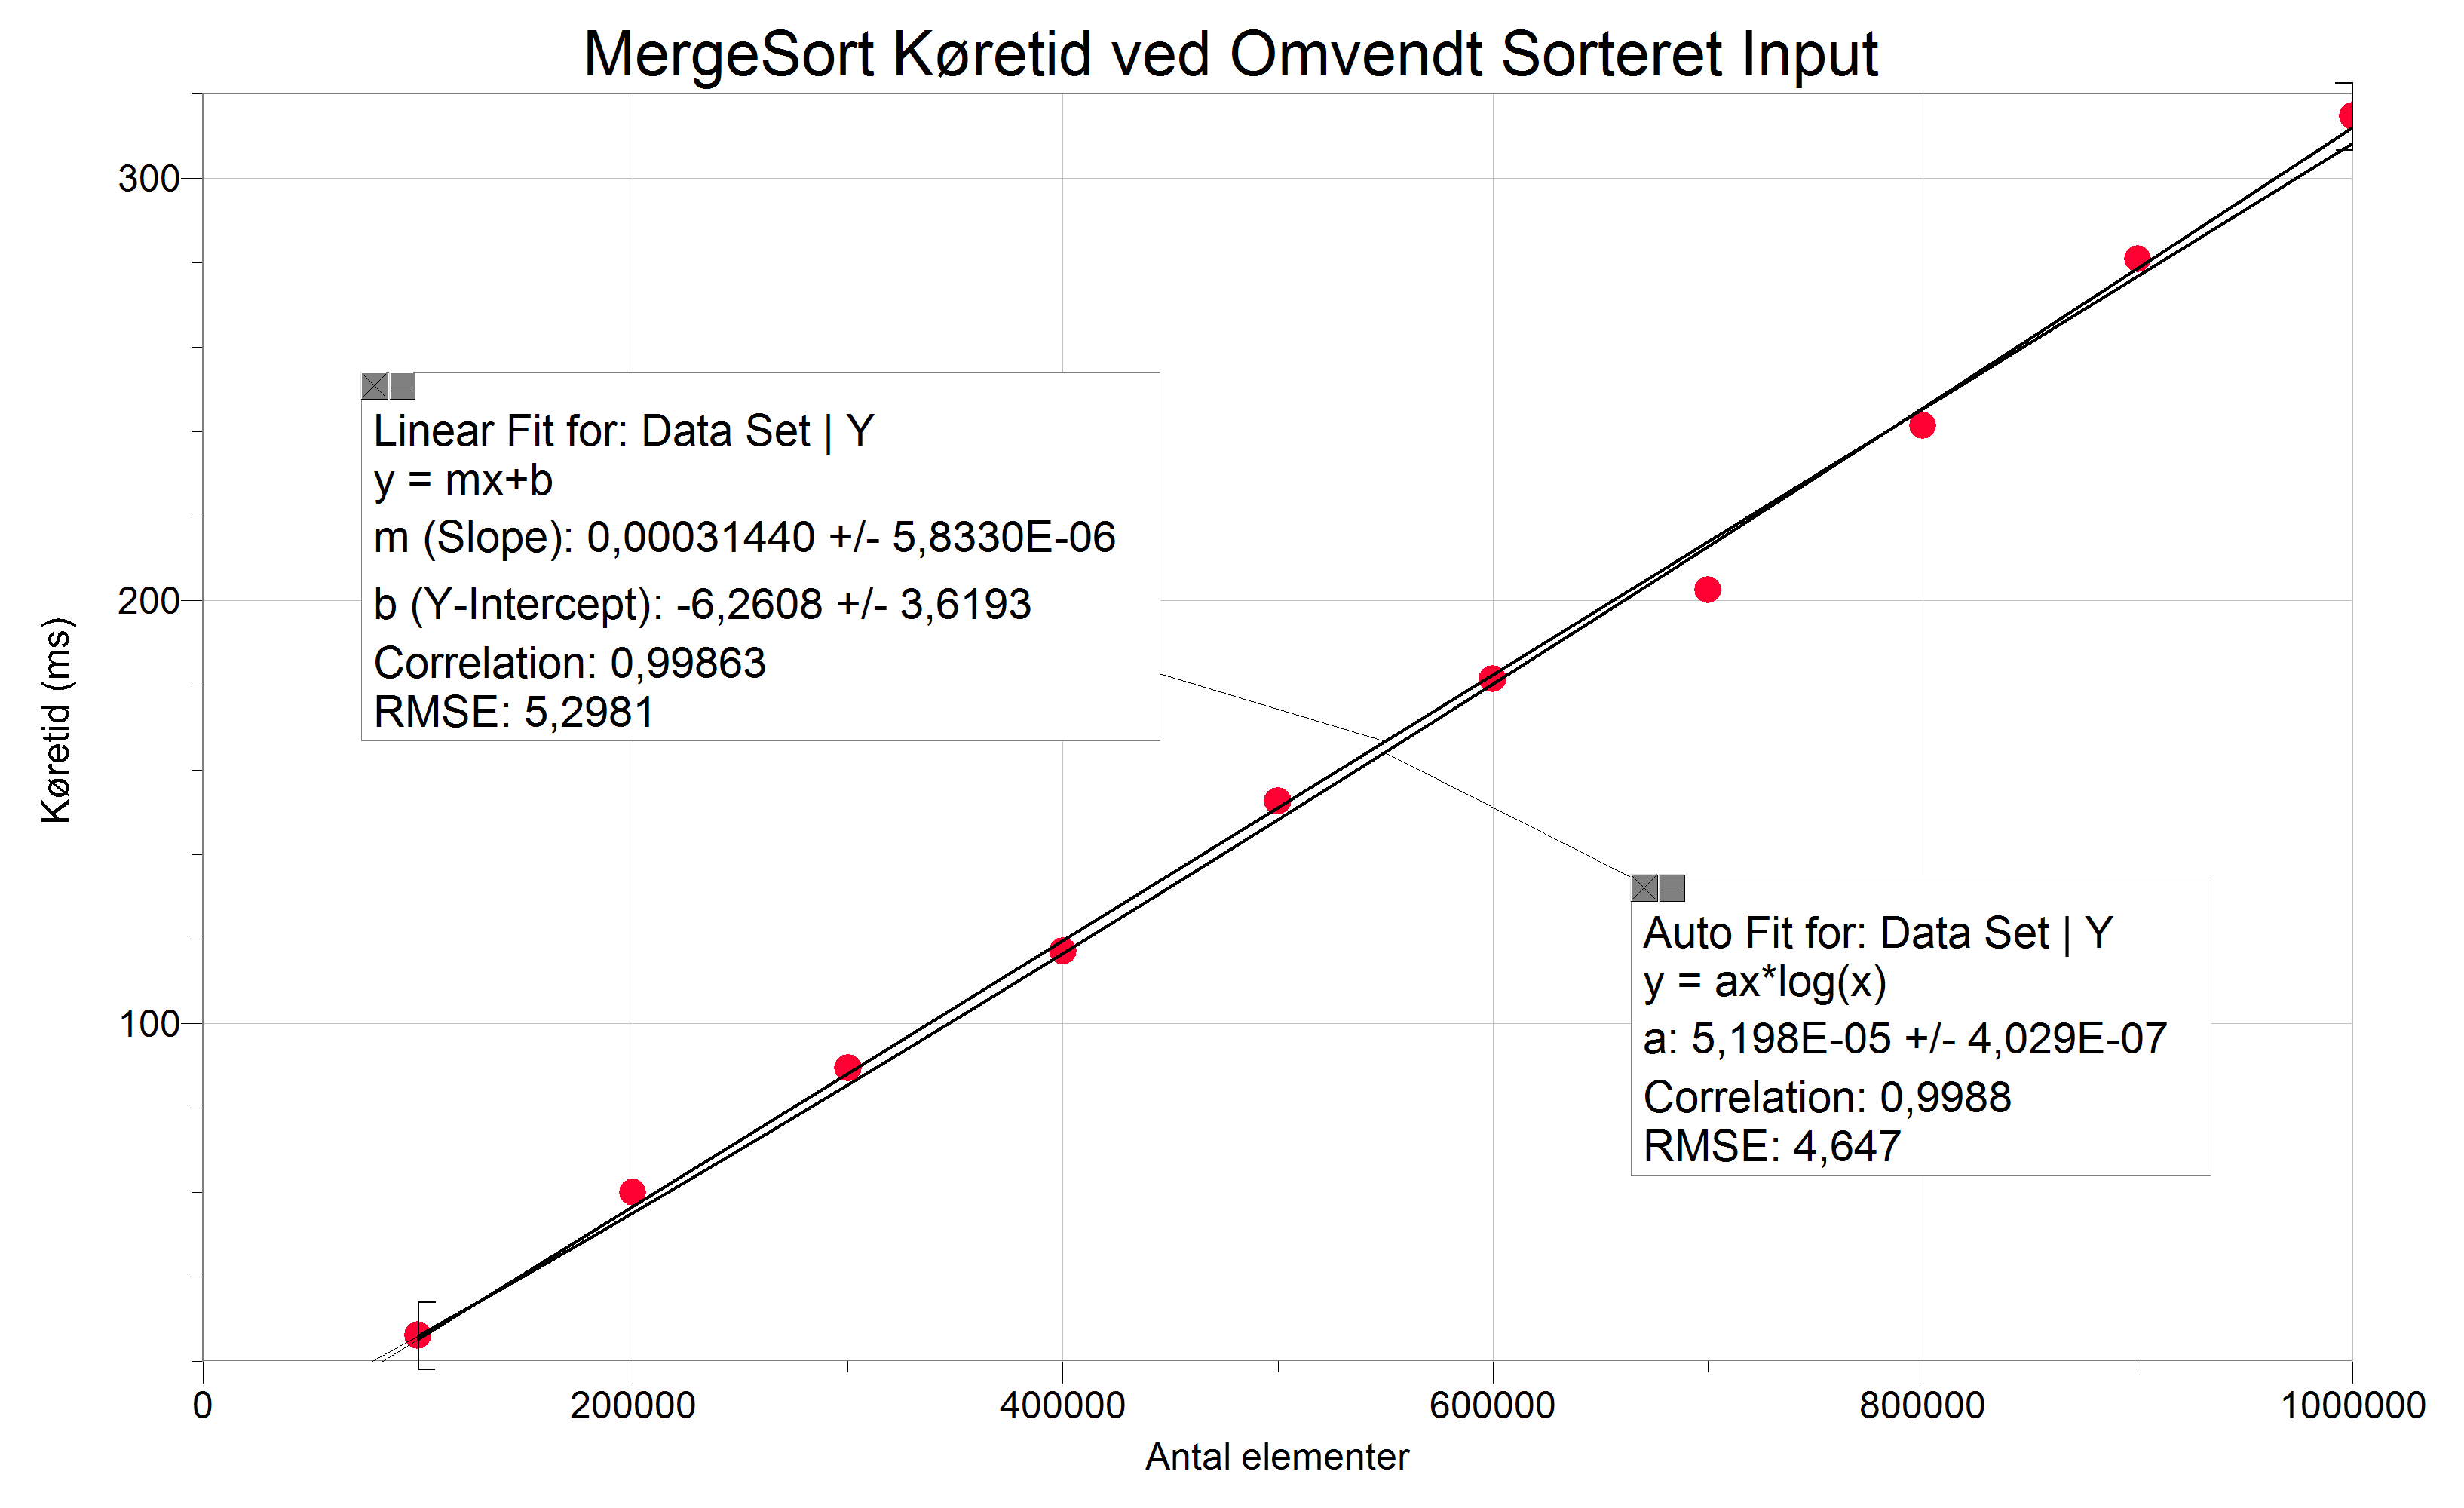 MergeSort Køretid ved Omvendt Sorteret Input
300
200
100
Køretid (ms)
Linear Fit for: Data Set | Y
y = mx+b
m (Slope): 0,00031440 +/- 5,8330E-06
b (Y-Intercept): -6,2608 +/- 3,6193
Correlation: 0,99863
RMSE: 5,2981
Auto Fit for: Data Set | Y
y = ax*log(x)
a: 5,198E-05 +/- 4,029E-07
Correlation: 0,9988
RMSE: 4,647
0 200000 400000 600000 800000 1000000
Antal elementer